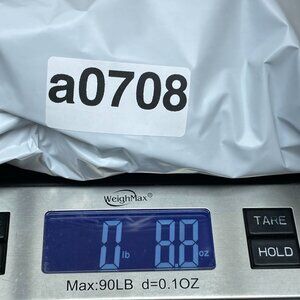 a0708
WeighMax®
0 lb 8.8 oz
TARE
HOLD
Max:90LB d=0.1OZ